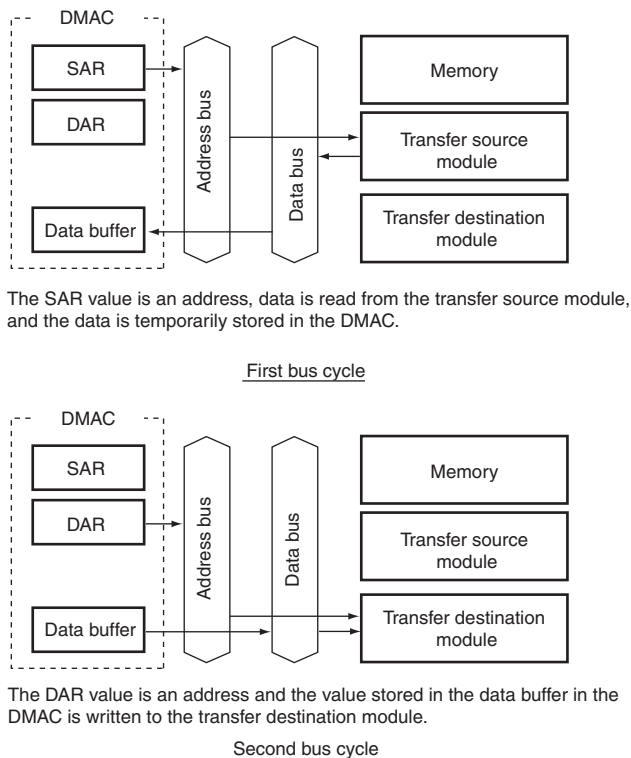 DMAC
SAR
DAR
Data buffer
Address bus
Data bus
Memory
Transfer source
module
Transfer destination
module
The SAR value is an address, data is read from the transfer source module,
and the data is temporarily stored in the DMAC.
First bus cycle
DMAC
SAR
DAR
Data buffer
Address bus
Data bus
Memory
Transfer source
module
Transfer destination
module
The DAR value is an address and the value stored in the data buffer in the
DMAC is written to the transfer destination module.
Second bus cycle